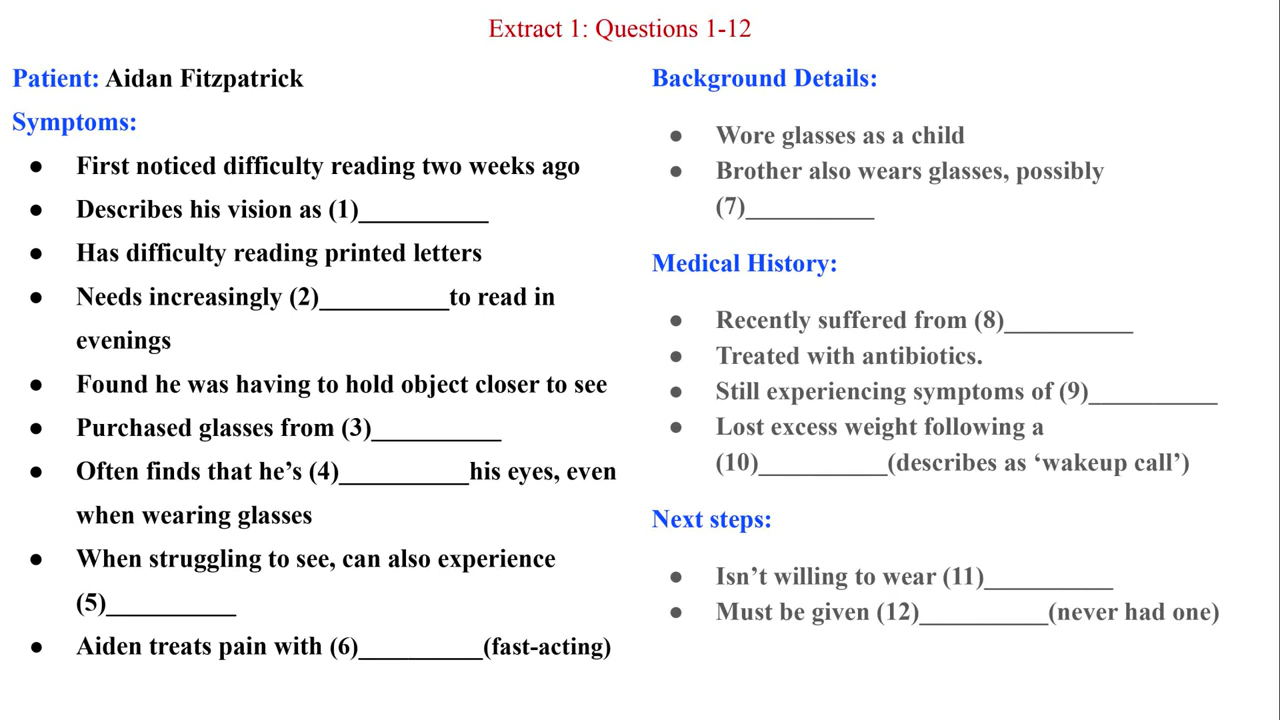 Extract 1: Questions 1-12
Patient: Aidan Fitzpatrick
Symptoms:
● First noticed difficulty reading two weeks ago
● Describes his vision as (1)__________
● Has difficulty reading printed letters
● Needs increasingly (2)__________to read in
evenings
● Found he was having to hold object closer to see
● Purchased glasses from (3)__________
● Often finds that he’s (4)__________his eyes, even
when wearing glasses
● When struggling to see, can also experience
(5)__________
● Aiden treats pain with (6)__________(fast-acting)
Background Details:
● Wore glasses as a child
● Brother also wears glasses, possibly
(7)__________
Medical History:
● Recently suffered from (8)__________
● Treated with antibiotics.
● Still experiencing symptoms of (9)__________
● Lost excess weight following a
(10)__________(describes as ‘wakeup call’)
Next steps:
● Isn’t willing to wear (11)__________
● Must be given (12)__________(never had one)